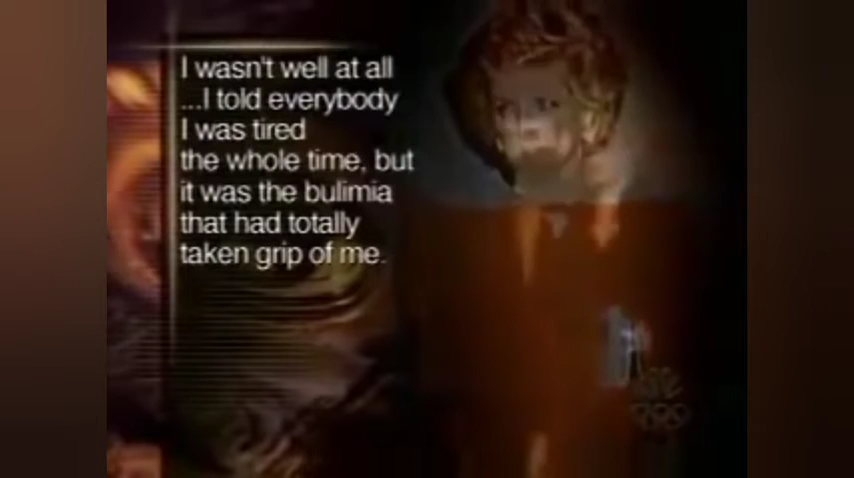 I wasn't well at all
...I told everybody
I was tired
the whole time, but
it was the bulimia
that had totally
taken grip of me.